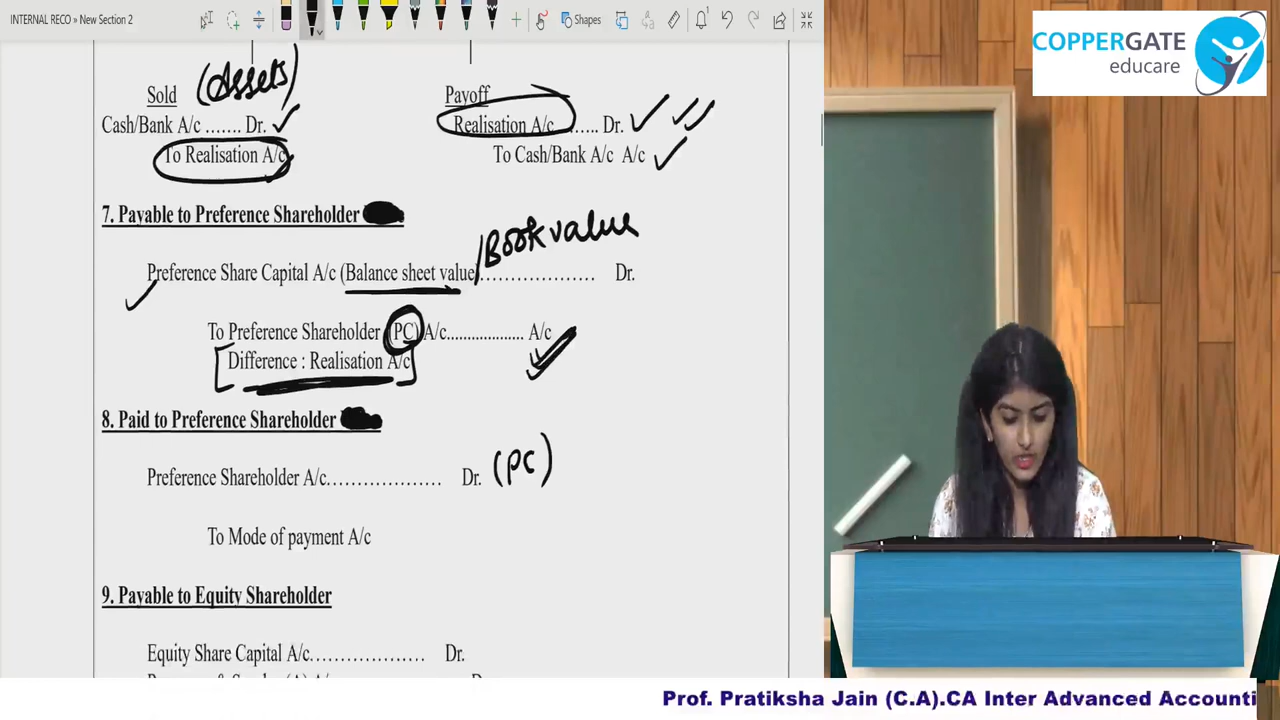 INTERNAL RECO » New Section 2
Shapes
COPPERGATE
educare
(Assets)
Sold
Payoff
Cash/Bank A/c ....... Dr.
Realisation A/c ...... Dr.
To Realisation A/c
To Cash/Bank A/c A/c
7. Payable to Preference Shareholder
/Book value
Preference Share Capital A/c (Balance sheet value)................... Dr.
To Preference Shareholder (PC) A/c................... A/c
[Difference : Realisation A/c]
8. Paid to Preference Shareholder
Preference Shareholder A/c................... Dr. (PC)
To Mode of payment A/c
9. Payable to Equity Shareholder
Equity Share Capital A/c................... Dr.
Prof. Pratiksha Jain (C.A).CA Inter Advanced Accounti